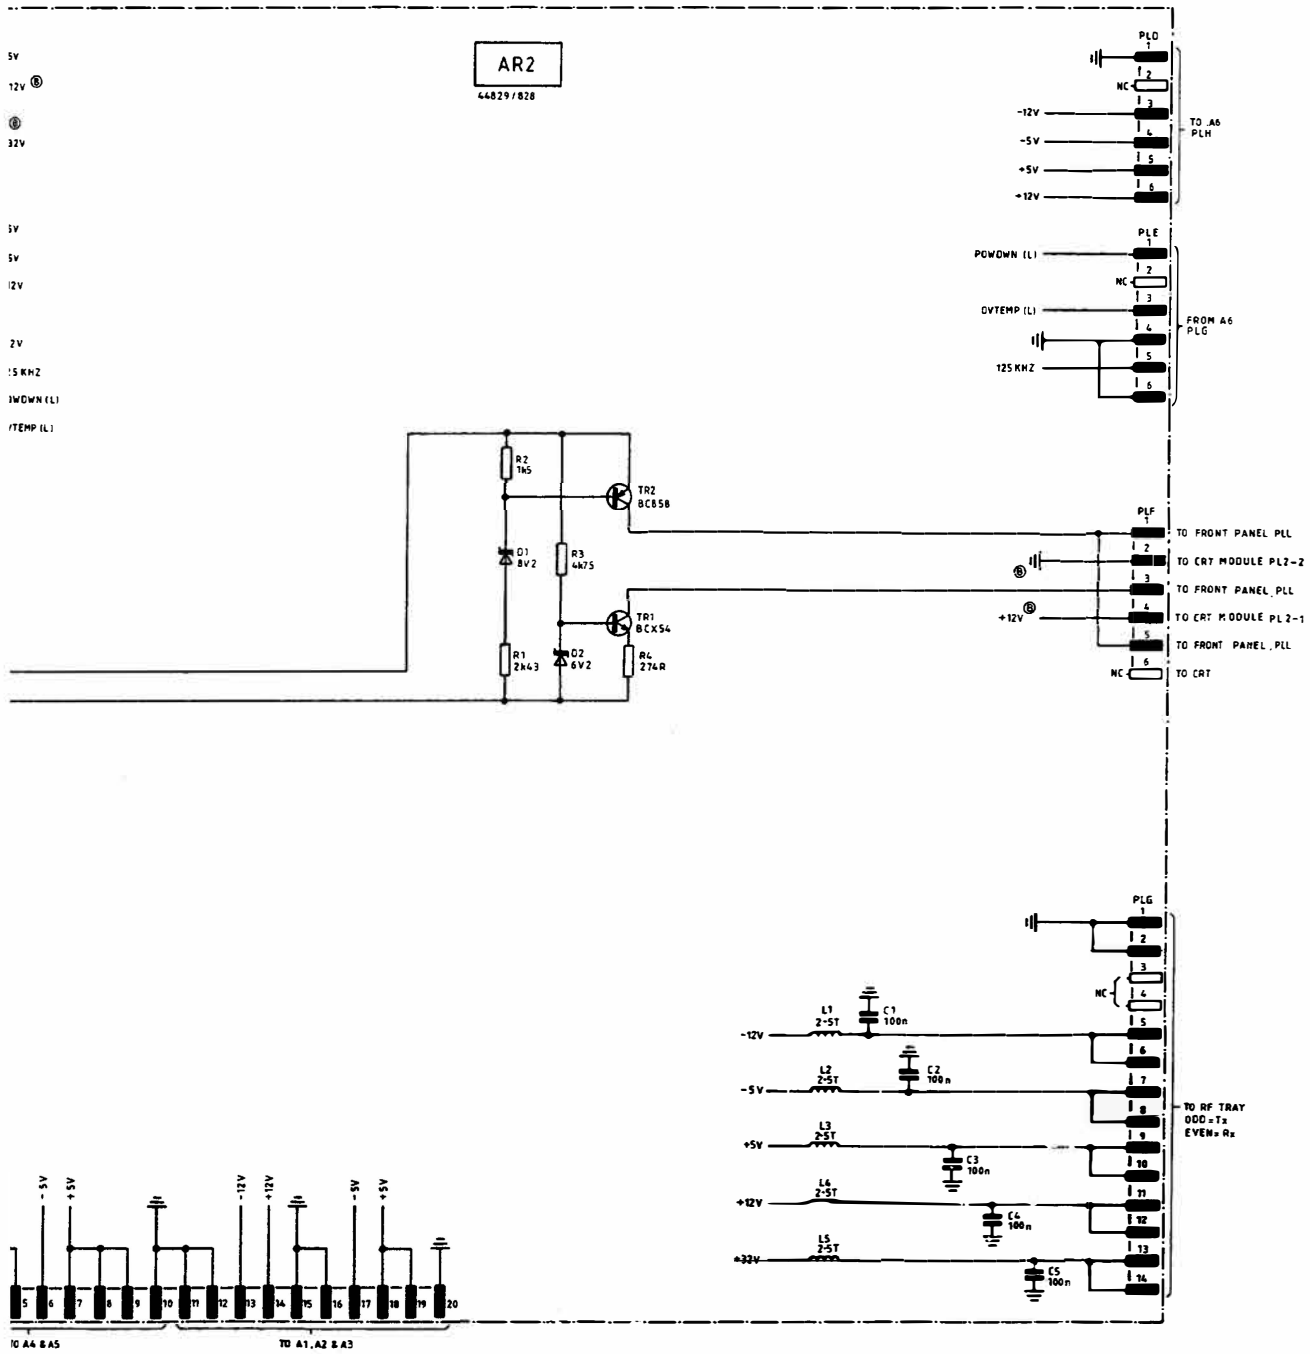 AR2
44829/828
5V
12V B
B
32V
5V
5V
12V
2V
25 KHZ
OWDWN (L)
/TEMP (L)
PLD
1
NC 2
-12V 3
-5V 4
+5V 5
+12V 6
TO A6
PLH
PLE
POWDWN (L) 1
NC 2
OVTEMP (L) 3
4
125 KHZ 5
6
FROM A6
PLG
R2
1k5
TR2
BC858
D1
8V2
R3
4k75
TR1
BCX54
R1
2k43
D2
6V2
R4
274R
PLF
1 TO FRONT PANEL PLL
B 2 TO CRT MODULE PL2-2
3 TO FRONT PANEL, PLL
+12V B 4 TO CRT MODULE PL2-1
5 TO FRONT PANEL, PLL
NC 6 TO CRT
PLG
1
2
NC 3
4
-12V L1 2-5T C1 100n 5
6
-5V L2 2-5T C2 100n 7
8
+5V L3 2-5T C3 100n 9
10
+12V L4 2-5T C4 100n 11
12
+32V L5 2-5T C5 100n 13
14
TO RF TRAY
ODD=Tx
EVEN=Rx
-5V +5V -12V +12V -5V +5V
5 6 7 8 9 10 11 12 13 14 15 16 17 18 19 20
TO A4 & A5
TO A1, A2 & A3